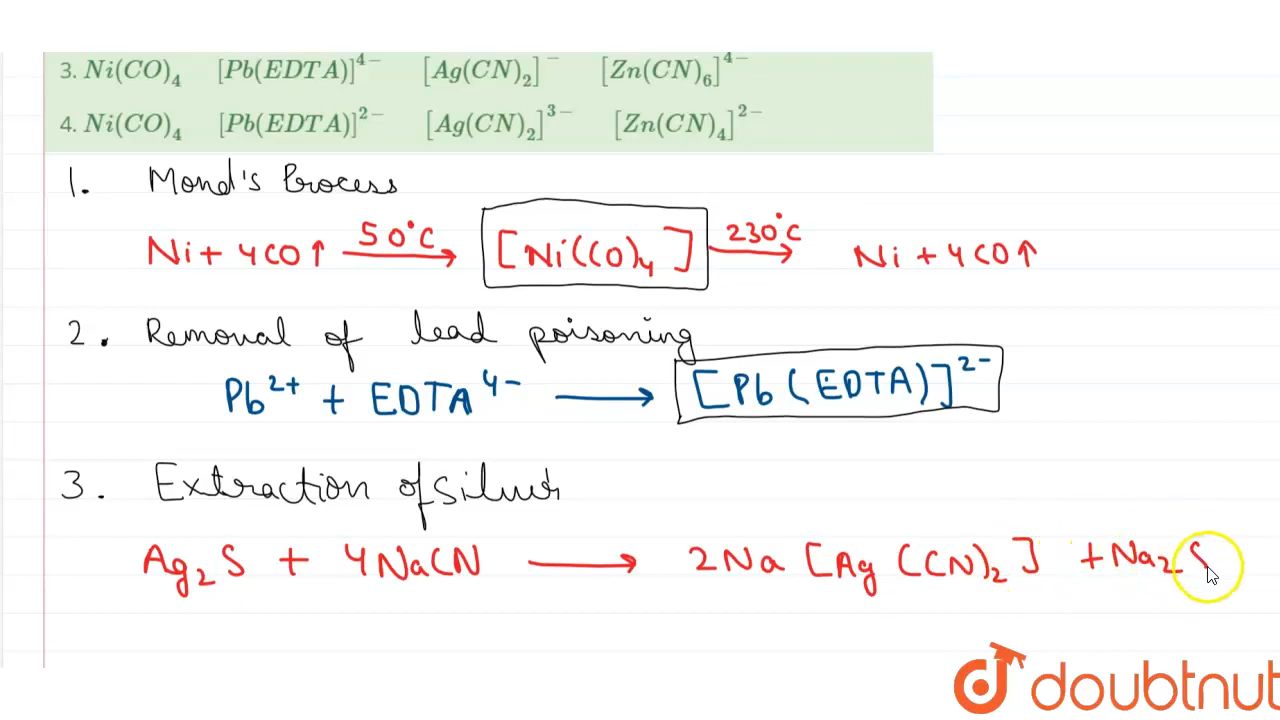 3. Ni(CO)₄ [Pb(EDTA)]⁴⁻ [Ag(CN)₂]⁻ [Zn(CN)₆]⁴⁻
4. Ni(CO)₄ [Pb(EDTA)]²⁻ [Ag(CN)₂]³⁻ [Zn(CN)₄]²⁻
1. Mond's Process
Ni + 4CO↑ —50°C→ [Ni(CO)₄] —230°C→ Ni + 4CO↑
2. Removal of lead poisoning
Pb²⁺ + EDTA⁴⁻ ⟶ [Pb(EDTA)]²⁻
3. Extraction of silver
Ag₂S + 4NaCN ⟶ 2Na[Ag(CN)₂] + Na₂S
doubtnut